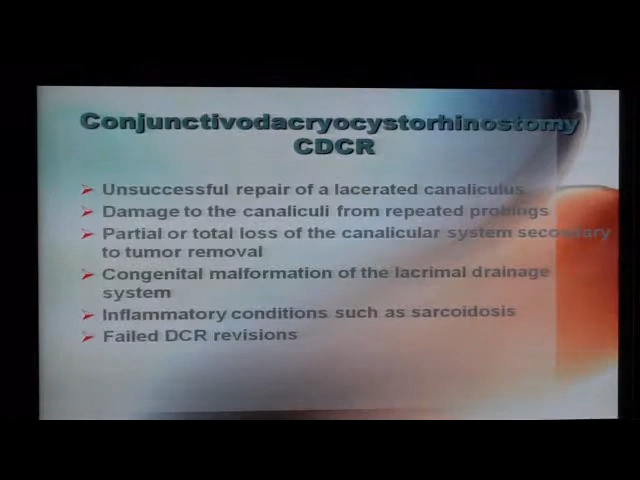 Conjunctivodacryocystorhinostomy
CDCR
Unsuccessful repair of a lacerated canaliculus
Damage to the canaliculi from repeated probings
Partial or total loss of the canalicular system secondary
to tumor removal
Congenital malformation of the lacrimal drainage
system
Inflammatory conditions such as sarcoidosis
Failed DCR revisions